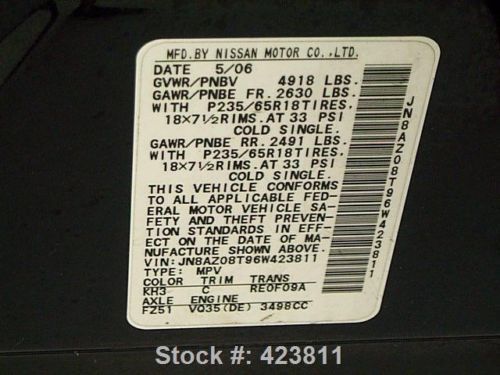 MFD.BY NISSAN MOTOR CO.,LTD.
DATE 5/06
GVWR/PNBV 4918 LBS.
GAWR/PNBE FR. 2630 LBS.
WITH P235/65R18TIRES.
18×7½RIMS.AT 33 PSI
COLD SINGLE.
GAWR/PNBE RR. 2491 LBS.
WITH P235/65R18TIRES.
18×7½RIMS.AT 33 PSI
COLD SINGLE.
THIS VEHICLE CONFORMS
TO ALL APPLICABLE FED-
ERAL MOTOR VEHICLE SA-
FETY AND THEFT PREVEN-
TION STANDARDS IN EFF-
ECT ON THE DATE OF MA-
NUFACTURE SHOWN ABOVE.
VIN:JN8AZ08T96W423811
TYPE: MPV
COLOR TRIM TRANS
KH3 C RE0F09A
AXLE ENGINE
FZ51 VQ35(DE) 3498CC
JN8AZ08T96W423811
Stock #: 423811